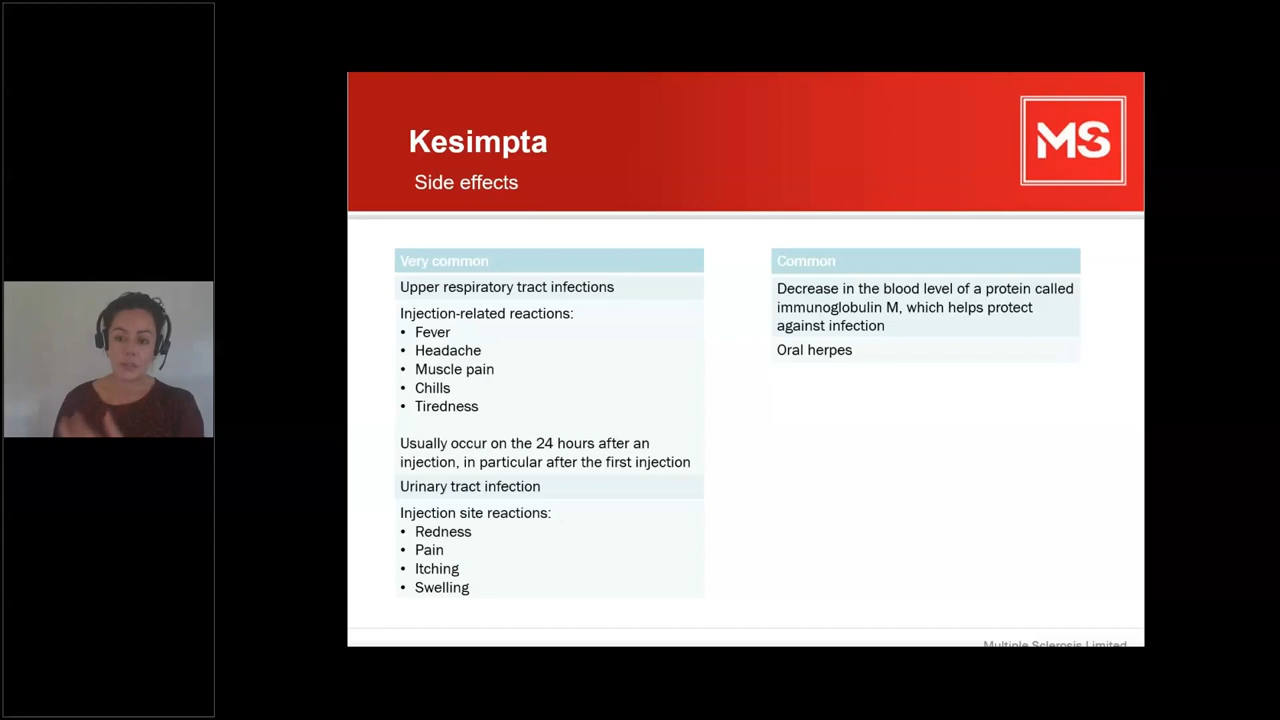 Kesimpta
Side effects
MS
Very common
Upper respiratory tract infections
Injection-related reactions:
• Fever
• Headache
• Muscle pain
• Chills
• Tiredness
Usually occur on the 24 hours after an
injection, in particular after the first injection
Urinary tract infection
Injection site reactions:
• Redness
• Pain
• Itching
• Swelling
Common
Decrease in the blood level of a protein called
immunoglobulin M, which helps protect
against infection
Oral herpes
Multiple Sclerosis Limited